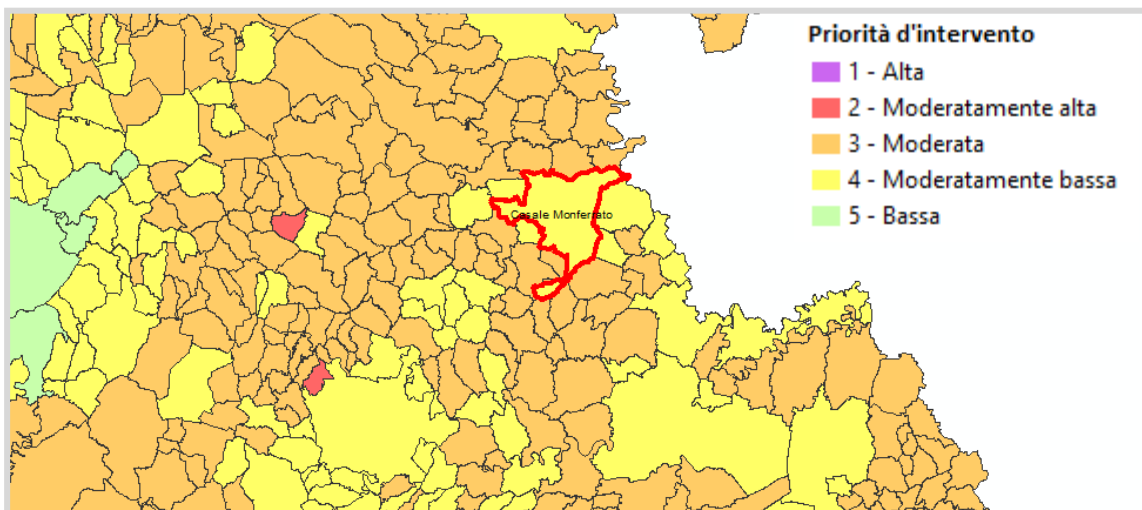 Priorità d'intervento
1 - Alta
2 - Moderatamente alta
3 - Moderata
4 - Moderatamente bassa
5 - Bassa
Casale Monferrato